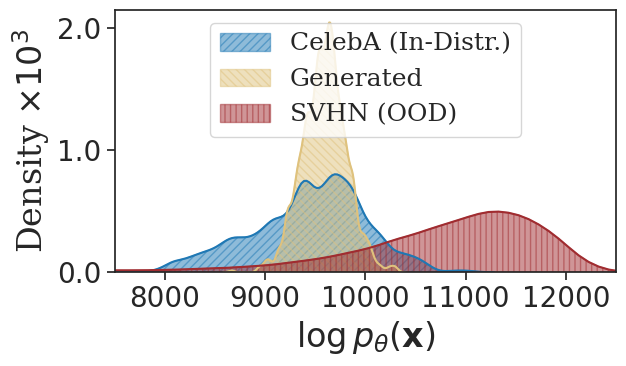 CelebA (In-Distr.)
Generated
SVHN (OOD)
Density ×10³
2.0
1.0
0.0
8000 9000 10000 11000 12000
log p_θ(𝐱)